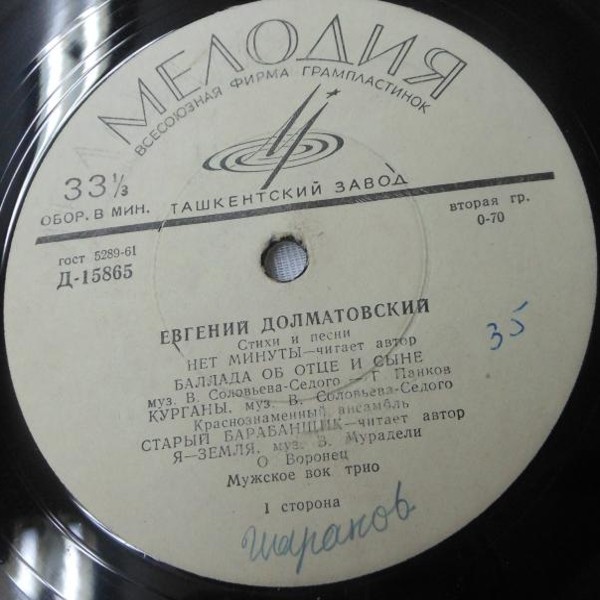 МЕЛОДИЯ
ВСЕСОЮЗНАЯ ФИРМА ГРАМПЛАСТИНОК
33 1/3
ОБОР. В МИН.
ТАШКЕНТСКИЙ ЗАВОД
вторая гр.
0-70
гост 5289-61
Д-15865
ЕВГЕНИЙ ДОЛМАТОВСКИЙ
Стихи и песни
НЕТ МИНУТЫ—читает автор
БАЛЛАДА ОБ ОТЦЕ И СЫНЕ
муз. В. Соловьева-Седого — Г Панков
КУРГАНЫ, муз. В. Соловьева-Седого
Краснознаменный ансамбль
СТАРЫЙ БАРАБАНЩИК—читает автор
Я—ЗЕМЛЯ, муз. В. Мурадели
О Воронец
Мужское вок трио
I сторона
35
шаранов